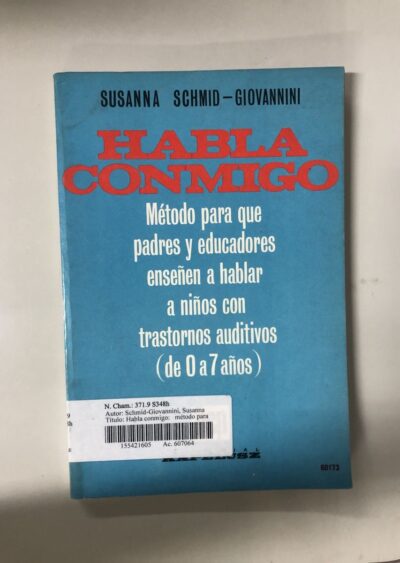 SUSANNA SCHMID-GIOVANNINI
HABLA
CONMIGO
Método para que
padres y educadores
enseñen a hablar
a niños con
trastornos auditivos
(de 0 a 7 años)
N. Cham.: 371.9 S348h
Autor: Schmid-Giovannini, Susanna
Título: Habla conmigo: método para
155421605 Ac. 607064
60173